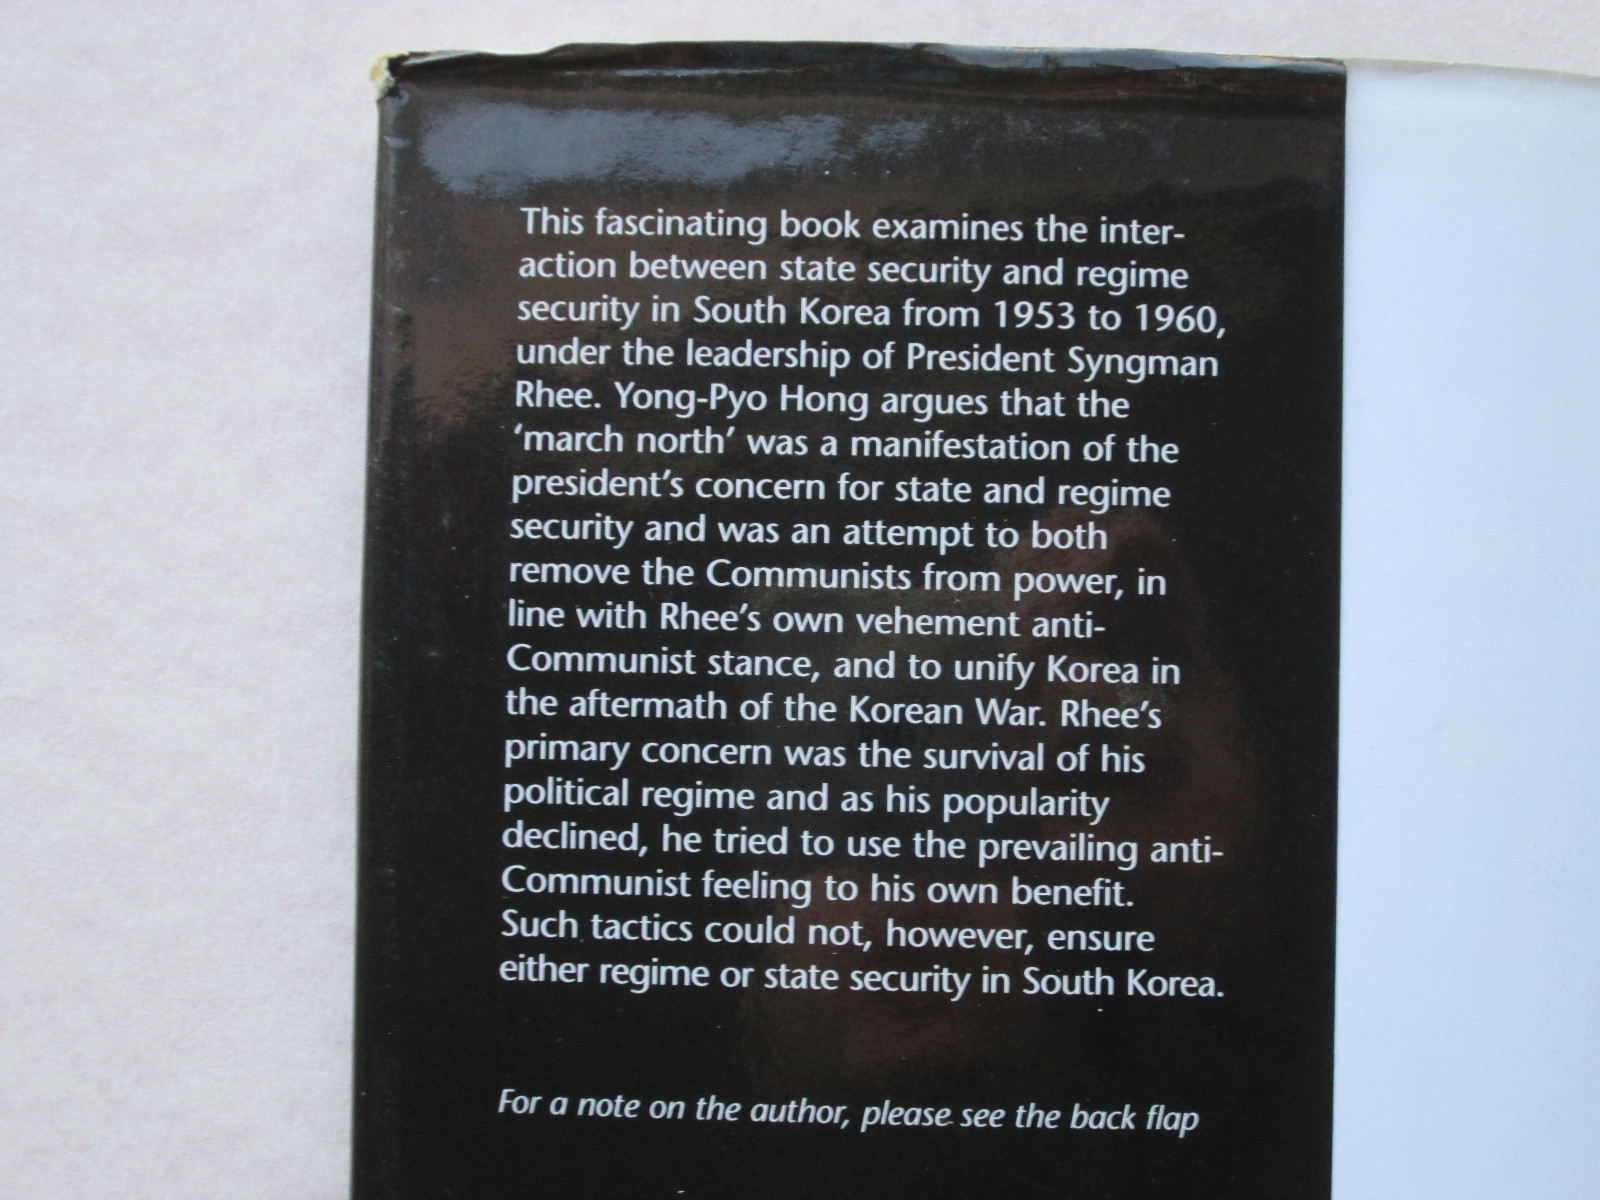 This fascinating book examines the inter-
action between state security and regime
security in South Korea from 1953 to 1960,
under the leadership of President Syngman
Rhee. Yong-Pyo Hong argues that the
‘march north’ was a manifestation of the
president’s concern for state and regime
security and was an attempt to both
remove the Communists from power, in
line with Rhee’s own vehement anti-
Communist stance, and to unify Korea in
the aftermath of the Korean War. Rhee’s
primary concern was the survival of his
political regime and as his popularity
declined, he tried to use the prevailing anti-
Communist feeling to his own benefit.
Such tactics could not, however, ensure
either regime or state security in South Korea.
For a note on the author, please see the back flap